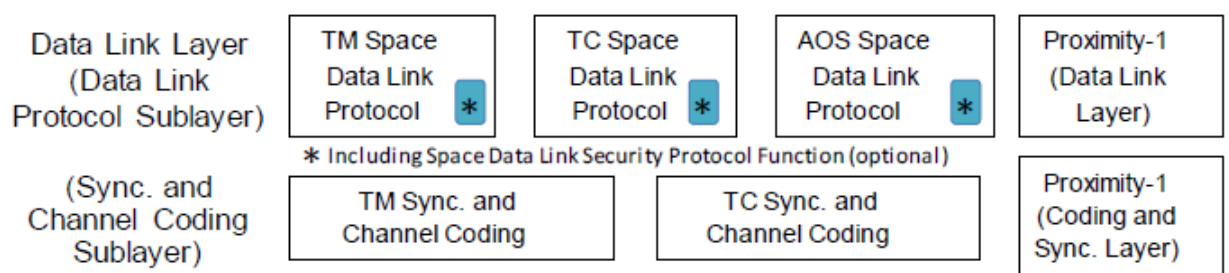 Data Link Layer
(Data Link
Protocol Sublayer)
TM Space
Data Link
Protocol *
TC Space
Data Link
Protocol *
AOS Space
Data Link
Protocol *
Proximity-1
(Data Link
Layer)
* Including Space Data Link Security Protocol Function (optional)
(Sync. and
Channel Coding
Sublayer)
TM Sync. and
Channel Coding
TC Sync. and
Channel Coding
Proximity-1
(Coding and
Sync. Layer)